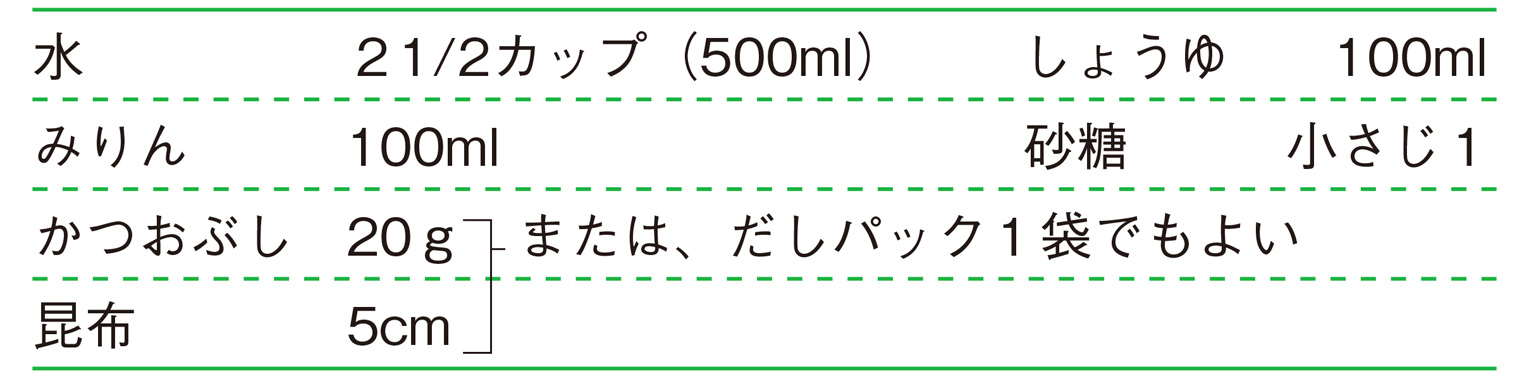 水 2 1/2カップ（500ml） しょうゆ 100ml
みりん 100ml 砂糖 小さじ1
かつおぶし 20g また​は、だしパック1袋でもよい
昆布 5cm